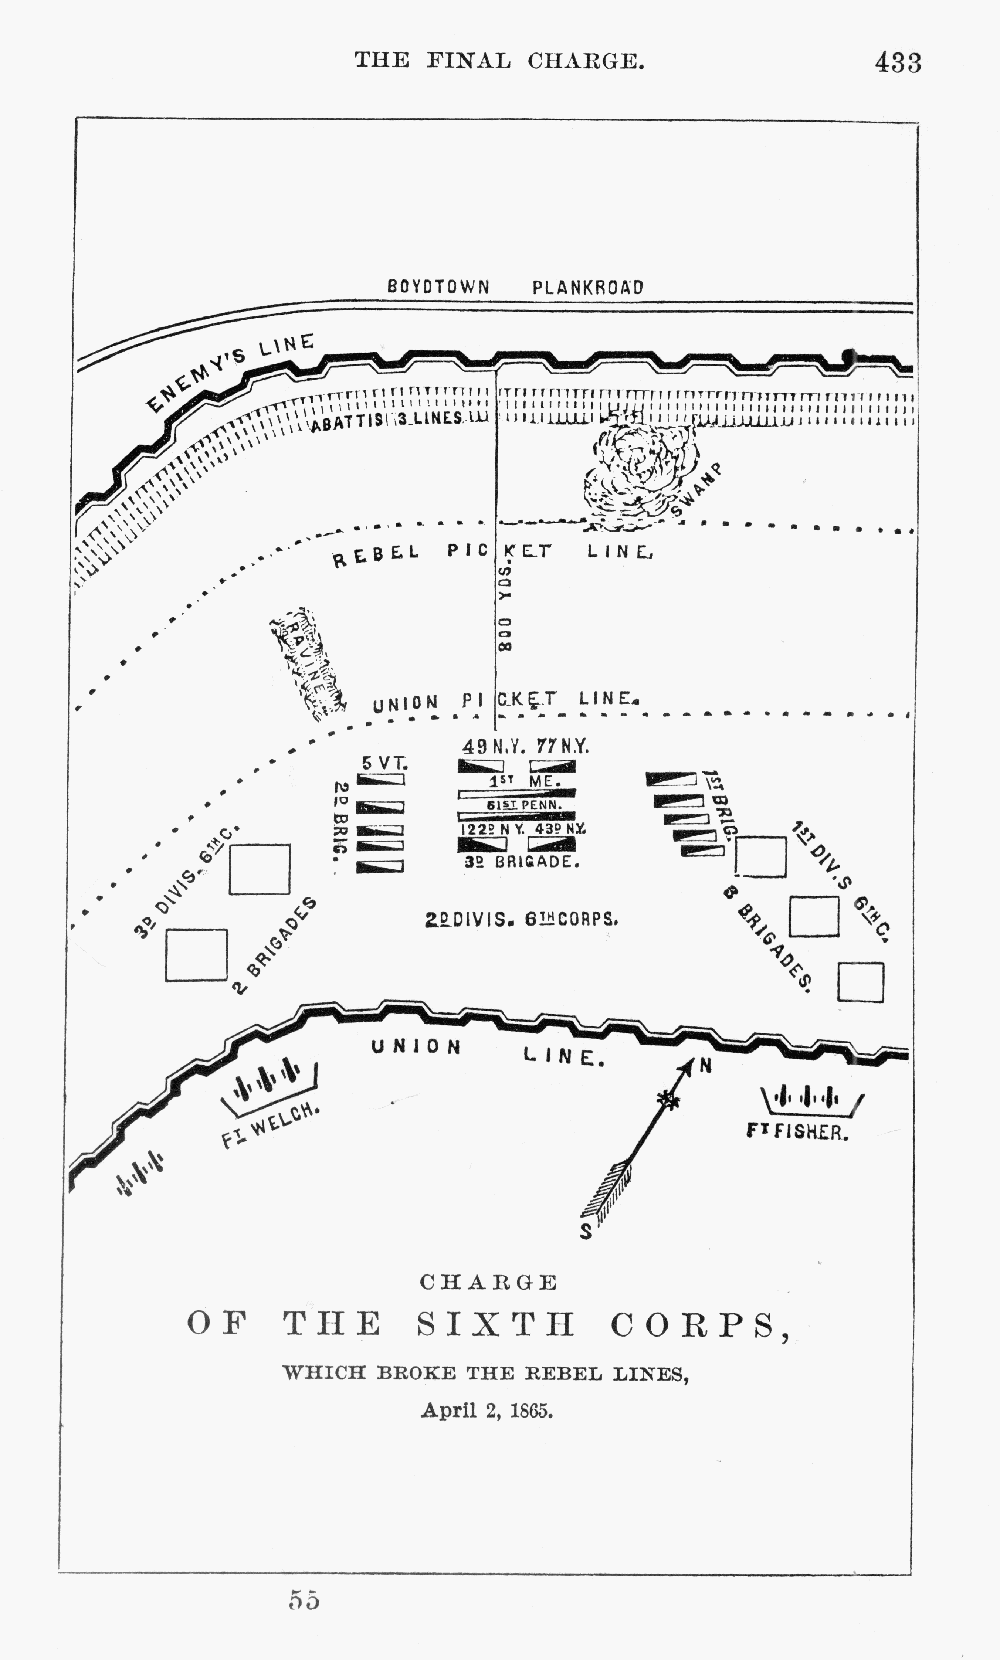 THE FINAL CHARGE.
433
BOYDTOWN PLANKROAD
ENEMY'S LINE
ABATTIS 3 LINES
SWAMP
REBEL PICKET LINE.
800 YDS.
RAVINE
UNION PICKET LINE.
49 N.Y. 77 N.Y.
5 VT.
1ST ME.
61ST PENN.
122D N Y. 43D N.Y.
3D BRIGADE.
2D BRIG.
1ST BRIG.
3D DIVIS. 6TH C.
2 BRIGADES
2D DIVIS. 6TH CORPS.
1ST DIV.S 6TH C.
B BRIGADES.
UNION LINE.
N
FT WELCH.
FT FISHER.
S
CHARGE
OF THE SIXTH CORPS,
WHICH BROKE THE REBEL LINES,
April 2, 1865.
55